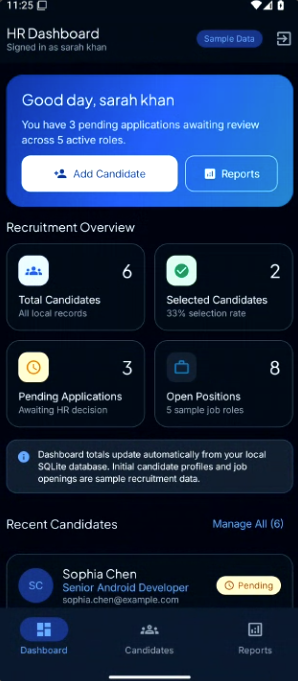 11:25
HR Dashboard
Signed in as sarah khan
Sample Data
Good day, sarah khan
You have 3 pending applications awaiting review
across 5 active roles.
Add Candidate
Reports
Recruitment Overview
6
Total Candidates
All local records
2
Selected Candidates
33% selection rate
3
Pending Applications
Awaiting HR decision
8
Open Positions
5 sample job roles
Dashboard totals update automatically from your local
SQLite database. Initial candidate profiles and job
openings are sample recruitment data.
Recent Candidates
Manage All (6)
SC
Sophia Chen
Senior Android Developer
sophia.chen@example.com
Pending
Dashboard
Candidates
Reports